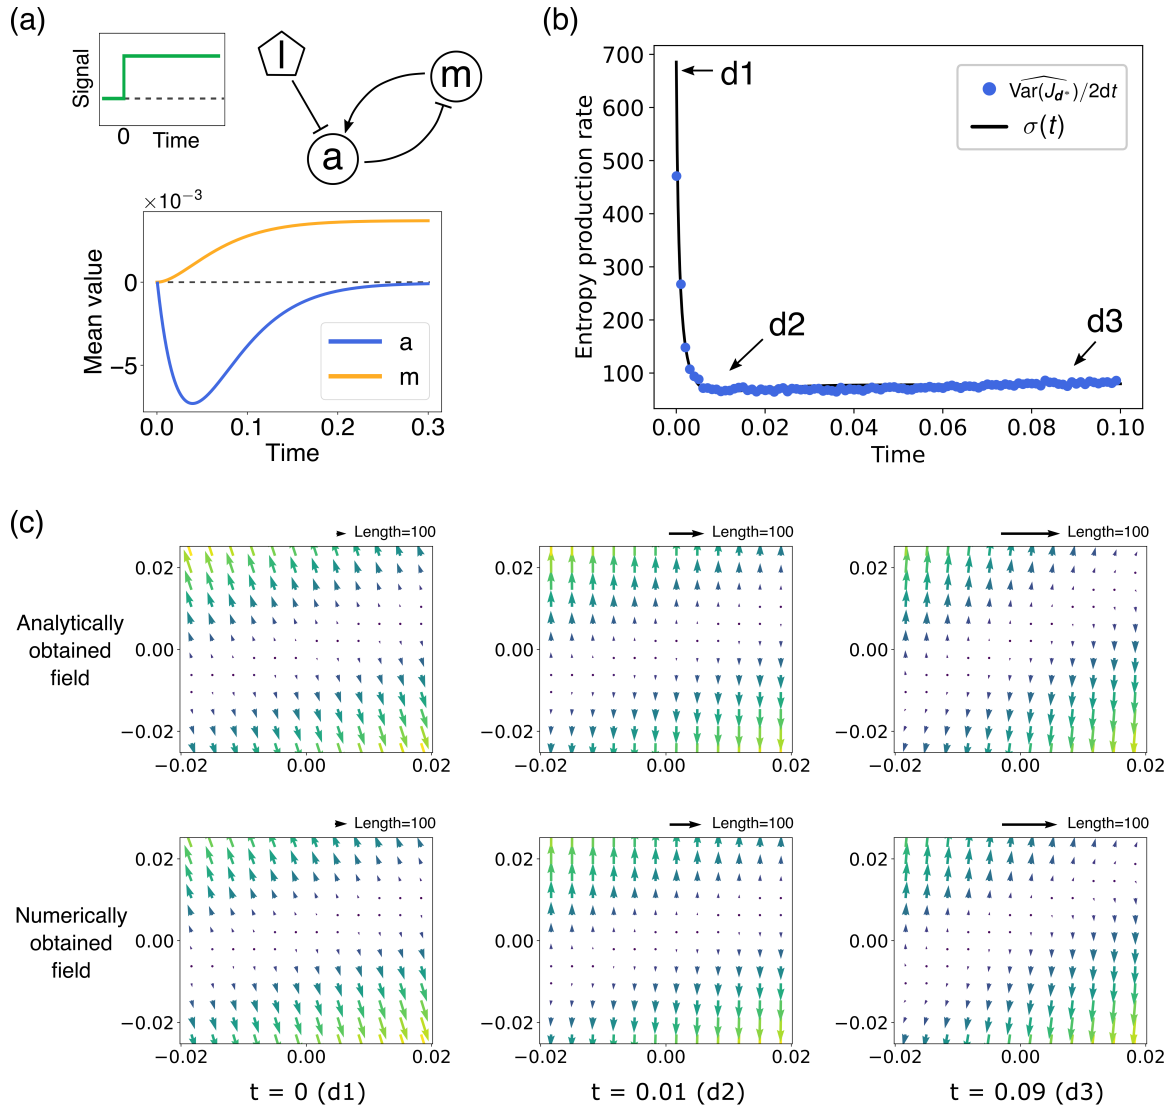 (a)
Signal
0
Time
l
m
a
×10⁻³
Mean value
0
−5
a
m
0.0
0.1
0.2
0.3
Time
(b)
Entropy production rate
700
600
500
400
300
200
100
d1
d2
d3
Var(J_d*)/2dt
σ(t)
0.00
0.02
0.04
0.06
0.08
0.10
Time
(c)
Analytically
obtained
field
Length=100
0.02
0.00
−0.02
−0.02
0.00
0.02
Length=100
0.02
0.00
−0.02
−0.02
0.00
0.02
Length=100
0.02
0.00
−0.02
−0.02
0.00
0.02
Numerically
obtained
field
Length=100
0.02
0.00
−0.02
−0.02
0.00
0.02
Length=100
0.02
0.00
−0.02
−0.02
0.00
0.02
Length=100
0.02
0.00
−0.02
−0.02
0.00
0.02
t = 0 (d1)
t = 0.01 (d2)
t = 0.09 (d3)